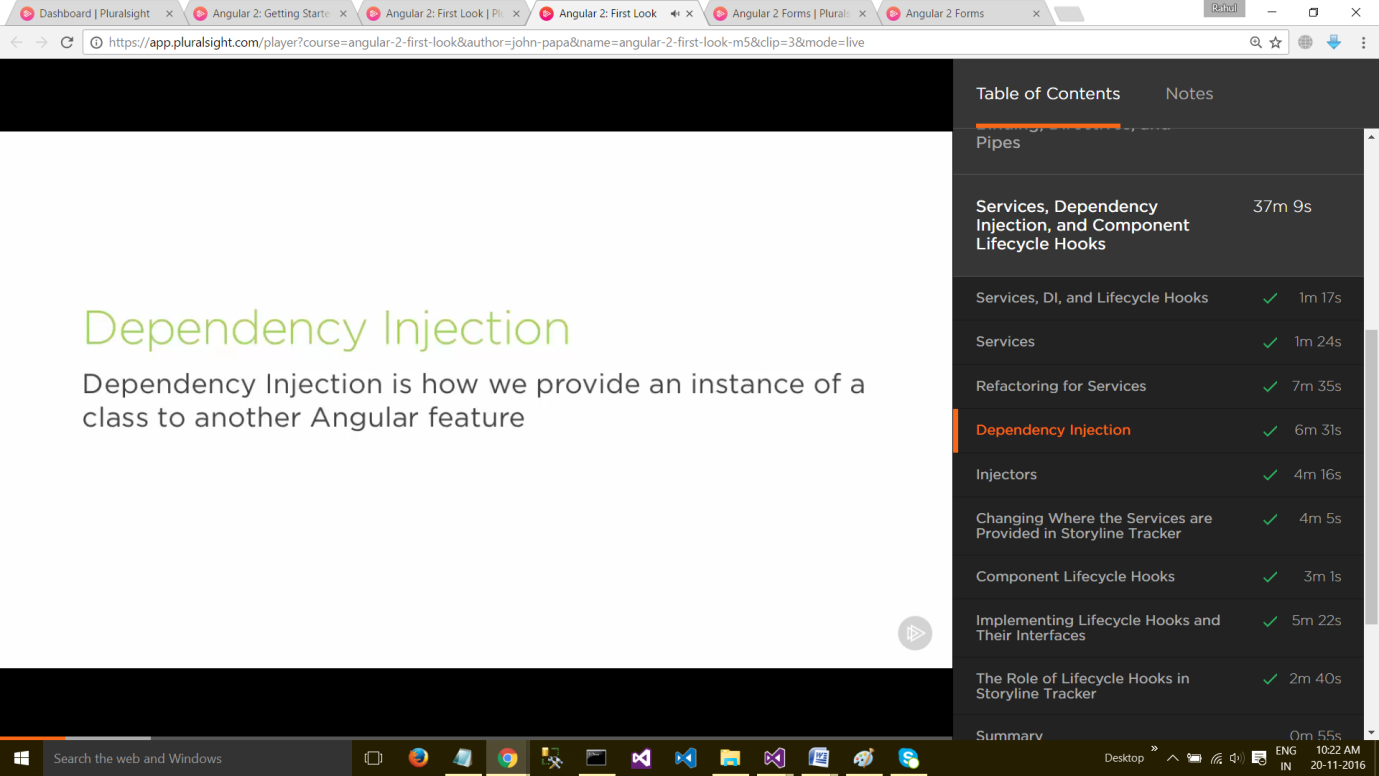 Dashboard | Pluralsight
Angular 2: Getting Starte
Angular 2: First Look | Pl
Angular 2: First Look
Angular 2 Forms | Plurals
Angular 2 Forms
Rahul
https://app.pluralsight.com/player?course=angular-2-first-look&author=john-papa&name=angular-2-first-look-m5&clip=3&mode=live
Dependency Injection
Dependency Injection is how we provide an instance of a
class to another Angular feature
Table of Contents
Notes
Binding, Directives, and
Pipes
Services, Dependency
Injection, and Component
Lifecycle Hooks
37m 9s
Services, DI, and Lifecycle Hooks
1m 17s
Services
1m 24s
Refactoring for Services
7m 35s
Dependency Injection
6m 31s
Injectors
4m 16s
Changing Where the Services are
Provided in Storyline Tracker
4m 5s
Component Lifecycle Hooks
3m 1s
Implementing Lifecycle Hooks and
Their Interfaces
5m 22s
The Role of Lifecycle Hooks in
Storyline Tracker
2m 40s
Summary
0m 55s
Search the web and Windows
Desktop
ENG
IN
10:22 AM
20-11-2016